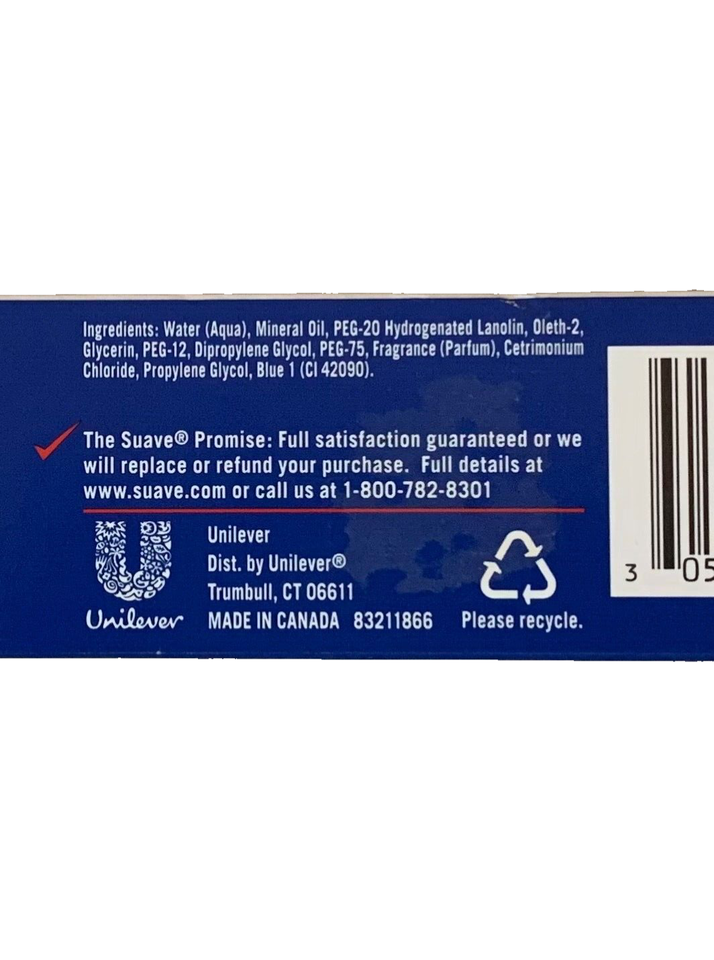 Ingredients: Water (Aqua), Mineral Oil, PEG-20 Hydrogenated Lanolin, Oleth-2,
Glycerin, PEG-12, Dipropylene Glycol, PEG-75, Fragrance (Parfum), Cetrimonium
Chloride, Propylene Glycol, Blue 1 (CI 42090).
The Suave® Promise: Full satisfaction guaranteed or we
will replace or refund your purchase. Full details at
www.suave.com or call us at 1-800-782-8301
Unilever
Dist. by Unilever®
Trumbull, CT 06611
MADE IN CANADA 83211866
Unilever
Please recycle.
3 05